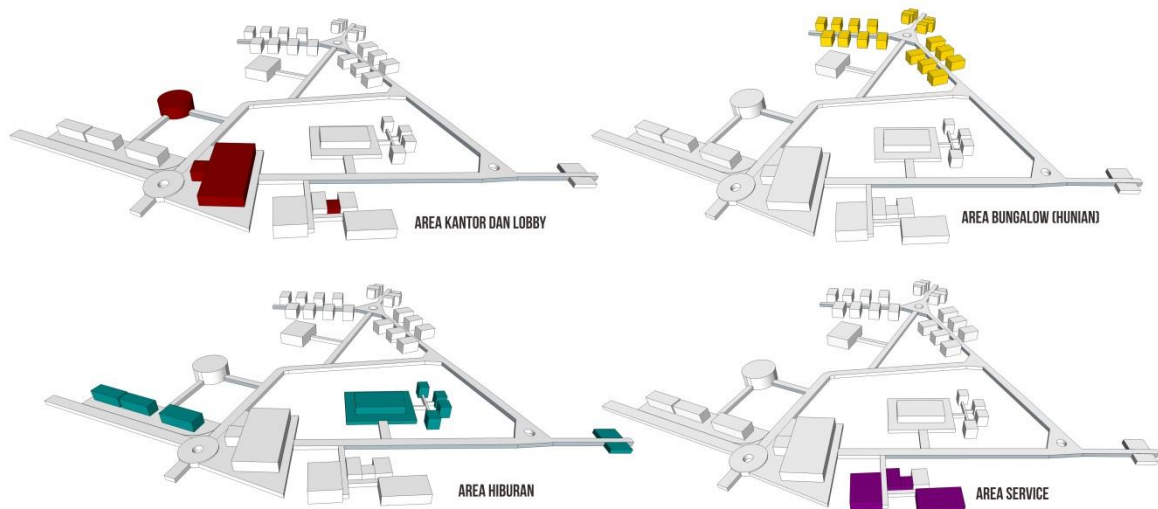 AREA KANTOR DAN LOBBY
AREA BUNGALOW (HUNIAN)
AREA HIBURAN
AREA SERVICE